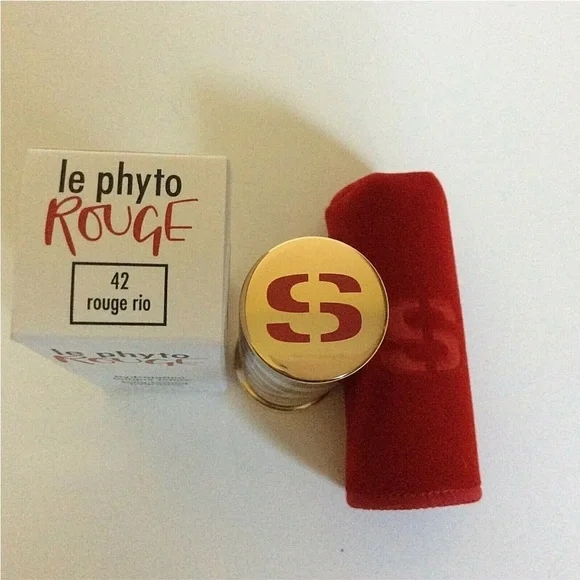 le phyto
ROUGE
42
rouge rio
le phyto
ROUGE
S
S